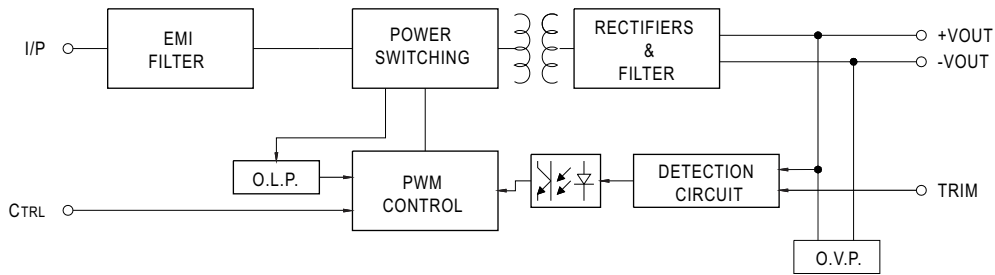 I/P
EMI
FILTER
POWER
SWITCHING
RECTIFIERS
&
FILTER
+VOUT
-VOUT
O.L.P.
PWM
CONTROL
DETECTION
CIRCUIT
TRIM
CTRL
O.V.P.